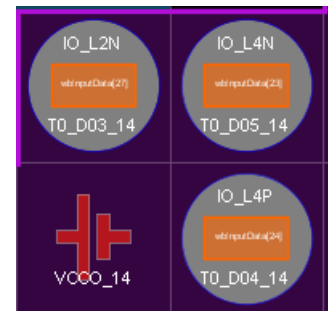 IO_L2N
wbInputData[27]
T0_D03_14
IO_L4N
wbInputData[23]
T0_D05_14
VCCO_14
IO_L4P
wbInputData[24]
T0_D04_14